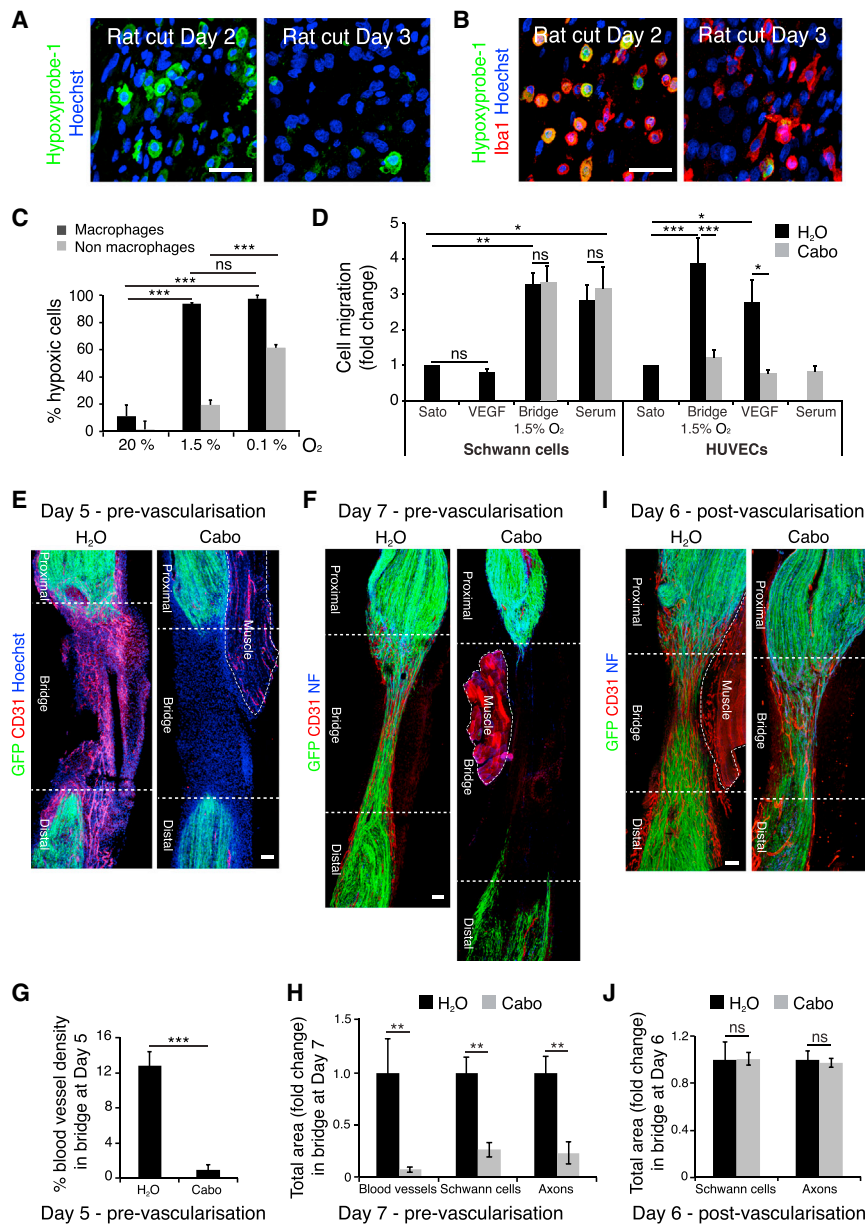 A
Rat cut Day 2
Rat cut Day 3
Hypoxyprobe-1
Hoechst
B
Rat cut Day 2
Rat cut Day 3
Hypoxyprobe-1
Iba1 Hoechst
C
Macrophages
Non macrophages
***
ns
***
***
% hypoxic cells
100
80
60
40
20
0
20 %
1.5 %
0.1 %
O₂
D
H₂O
Cabo
Cell migration
(fold change)
5
4
3
2
1
0
*
**
ns
ns
ns
*
***
***
*
Sato
VEGF
Bridge
1.5% O₂
Serum
Sato
Bridge
1.5% O₂
VEGF
Serum
Schwann cells
HUVECs
E
Day 5 - pre-vascularisation
H₂O
Cabo
GFP CD31 Hoechst
Proximal
Bridge
Distal
Proximal
Muscle
Bridge
Distal
F
Day 7 - pre-vascularisation
H₂O
Cabo
GFP CD31 NF
Proximal
Bridge
Distal
Proximal
Muscle
Bridge
Distal
I
Day 6 - post-vascularisation
H₂O
Cabo
GFP CD31 NF
Proximal
Muscle
Bridge
Distal
Proximal
Bridge
Distal
G
% blood vessel density
in bridge at Day 5
16
12
8
4
0
***
H₂O
Cabo
Day 5 - pre-vascularisation
H
H₂O
Cabo
Total area (fold change)
in bridge at Day 7
1.5
1.0
0.5
0
**
**
**
Blood vessels
Schwann cells
Axons
Day 7 - pre-vascularisation
J
H₂O
Cabo
Total area (fold change)
in bridge at Day 6
1.2
0.8
0.4
0
ns
ns
Schwann cells
Axons
Day 6 - post-vascularisation